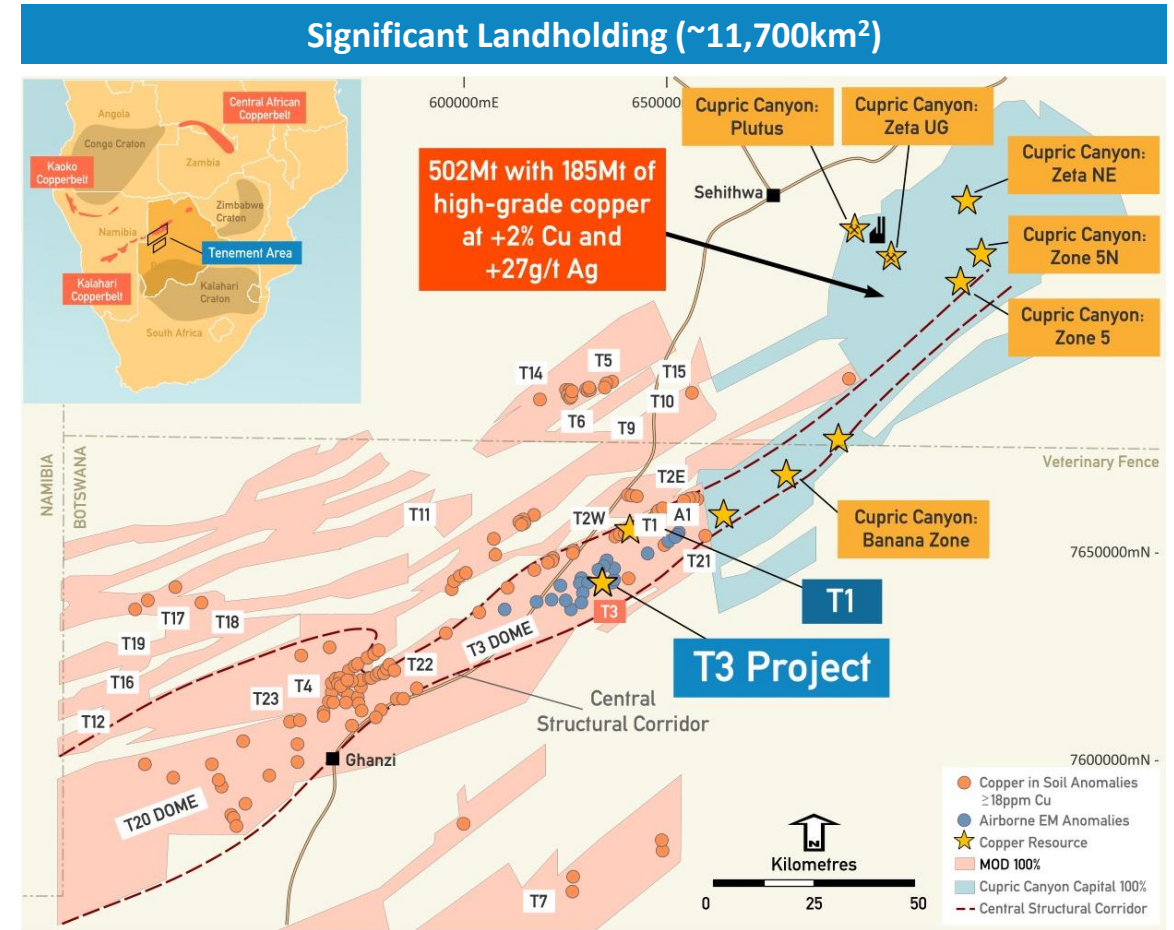 Significant Landholding (~11,700km²)
Angola
Congo Craton
Central African
Copperbelt
Zambia
Kaoko
Copperbelt
Zimbabwe
Craton
Namibia
Tenement Area
Kalahari
Copperbelt
Kalahari
Craton
South Africa
600000mE
Cupric Canyon:
Plutus
Cupric Canyon:
Zeta UG
Cupric Canyon:
Zeta NE
Cupric Canyon:
Zone 5N
Cupric Canyon:
Zone 5
502Mt with 185Mt of
high-grade copper
at +2% Cu and
+27g/t Ag
Sehithwa
T14
T5
T15
T6
T10
T9
NAMIBIA
BOTSWANA
Veterinary Fence
T2E
T11
T2W
T1
A1
Cupric Canyon:
Banana Zone
7650000mN -
T21
T1
T17
T18
T3
T3 DOME
T3 Project
T19
T16
T22
T4
T23
T12
Central
Structural Corridor
Ghanzi
7600000mN -
T20 DOME
T7
N
Kilometres
0
25
50
Copper in Soil Anomalies
≥18ppm Cu
Airborne EM Anomalies
Copper Resource
MOD 100%
Cupric Canyon Capital 100%
Central Structural Corridor